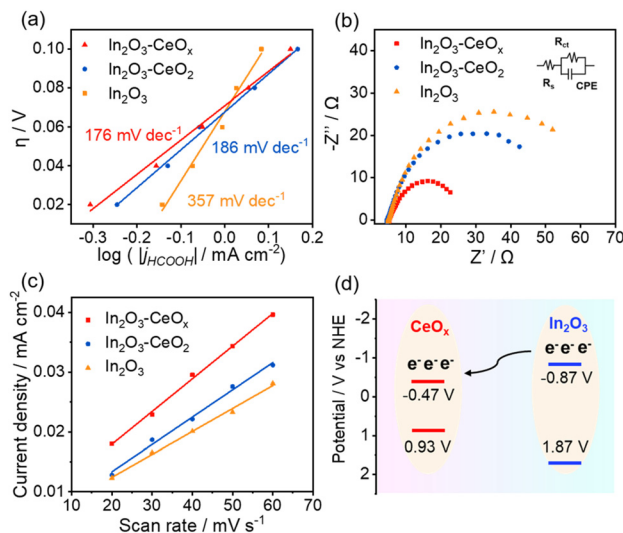 (a)
In₂O₃-CeOₓ
In₂O₃-CeO₂
In₂O₃
176 mV dec⁻¹
186 mV dec⁻¹
357 mV dec⁻¹
η / V
0.10
0.08
0.06
0.04
0.02
-0.3 -0.2 -0.1 0.0 0.1 0.2
log ( |j_HCOOH| / mA cm⁻²)
(b)
In₂O₃-CeOₓ
In₂O₃-CeO₂
In₂O₃
R_ct
R_s
CPE
-Z'' / Ω
40
30
20
10
0
10 20 30 40 50 60 70
Z' / Ω
(c)
In₂O₃-CeOₓ
In₂O₃-CeO₂
In₂O₃
Current density / mA cm⁻²
0.04
0.03
0.02
0.01
10 20 30 40 50 60 70
Scan rate / mV s⁻¹
(d)
Potential / V vs NHE
-2
-1
0
1
2
CeOₓ
e⁻e⁻e⁻
-0.47 V
0.93 V
In₂O₃
e⁻e⁻e⁻
-0.87 V
1.87 V